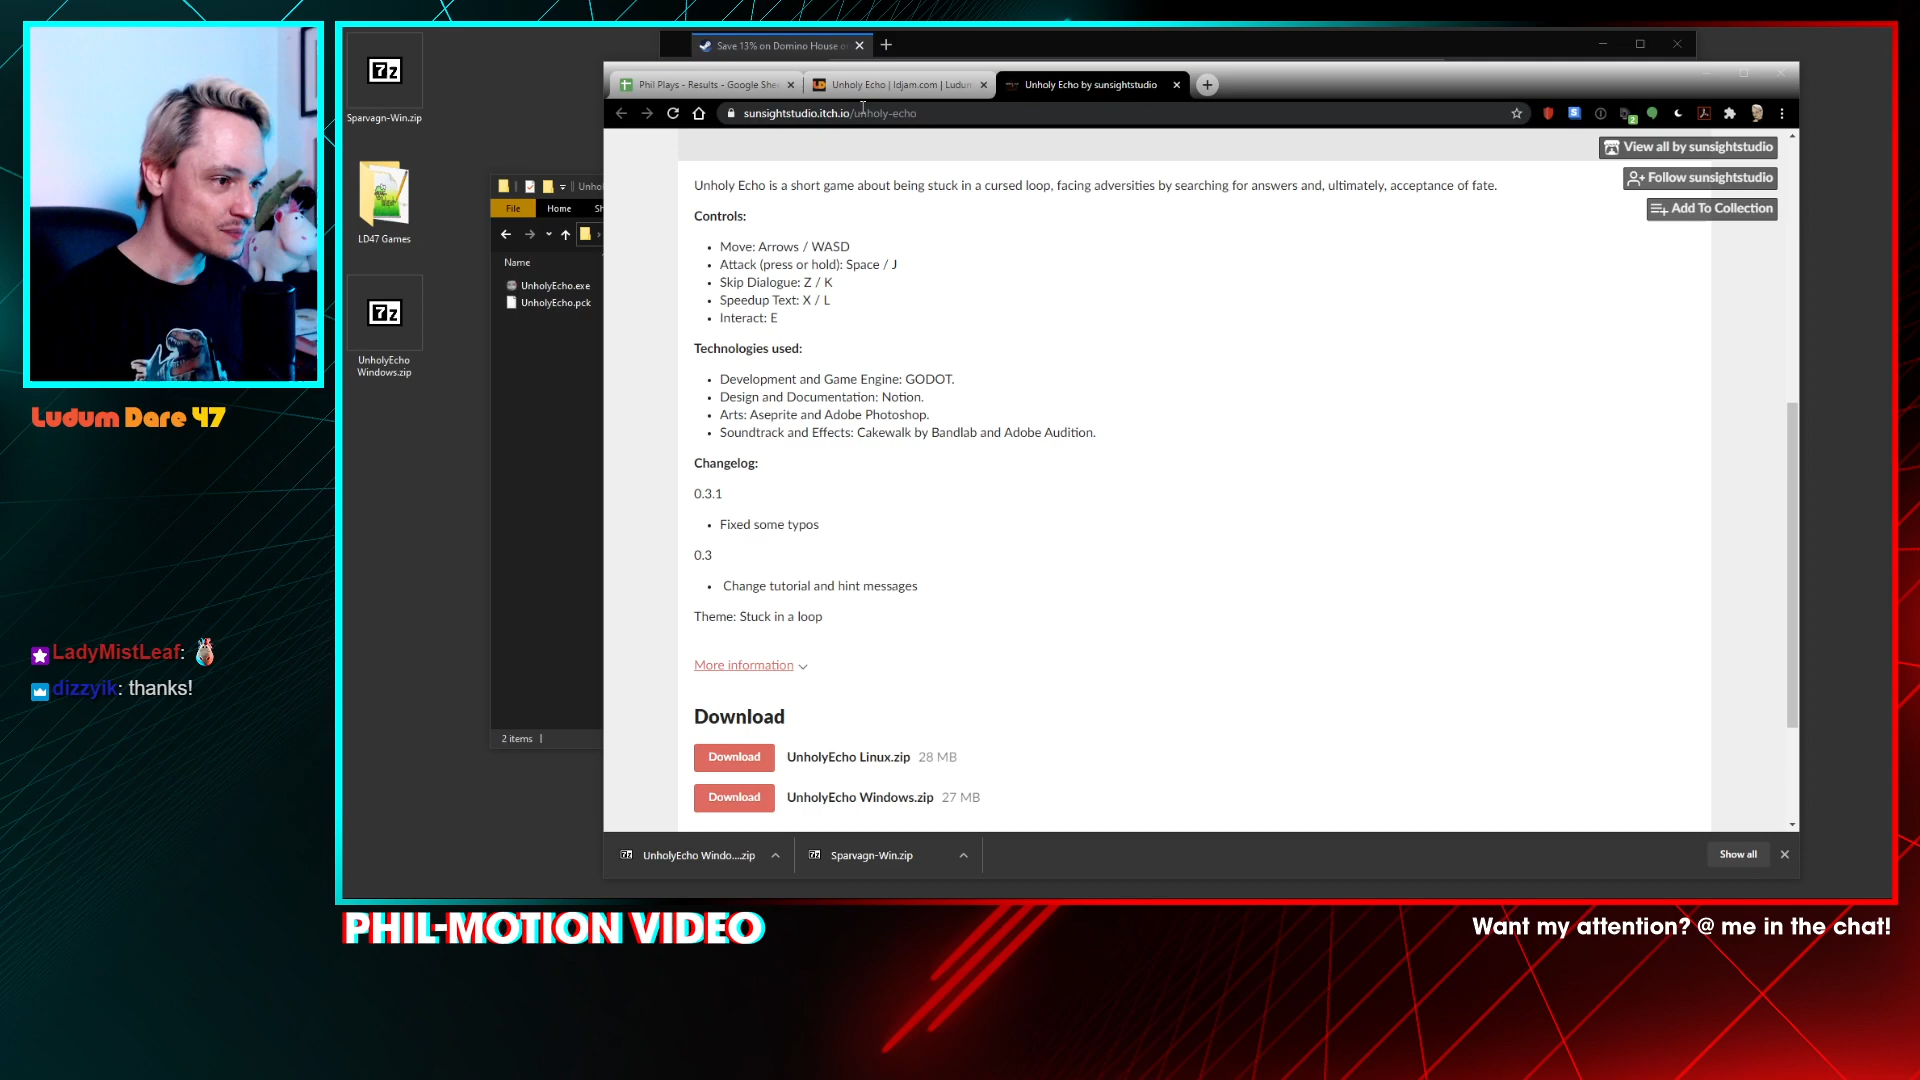 Sparvagn-Win.zip
LD47 Games
7z
UnholyEcho
Windows.zip
Ludum Dare 47
LadyMistLeaf:
dizzyik: thanks!
Save 13% on Domino House o
Phil Plays - Results - Google She
Unholy Echo | ldjam.com | Ludum
Unholy Echo by sunsightstudio
sunsightstudio.itch.io/unholy-echo
2
Unho
File
Home
Sh
Name
UnholyEcho.exe
UnholyEcho.pck
2 items
View all by sunsightstudio
Follow sunsightstudio
Add To Collection
Unholy Echo is a short game about being stuck in a cursed loop, facing adversities by searching for answers and, ultimately, acceptance of fate.
Controls:
• Move: Arrows / WASD
• Attack (press or hold): Space / J
• Skip Dialogue: Z / K
• Speedup Text: X / L
• Interact: E
Technologies used:
• Development and Game Engine: GODOT.
• Design and Documentation: Notion.
• Arts: Aseprite and Adobe Photoshop.
• Soundtrack and Effects: Cakewalk by Bandlab and Adobe Audition.
Changelog:
0.3.1
• Fixed some typos
0.3
• Change tutorial and hint messages
Theme: Stuck in a loop
More information
Download
Download UnholyEcho Linux.zip 28 MB
Download UnholyEcho Windows.zip 27 MB
UnholyEcho Windo....zip
Sparvagn-Win.zip
Show all
PHIL-MOTION VIDEO
Want my attention? @ me in the chat!